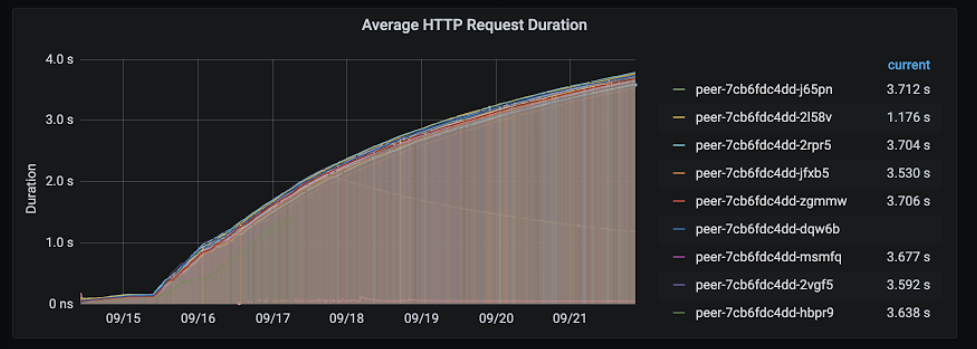 Average HTTP Request Duration
current
4.0 s
3.0 s
2.0 s
1.0 s
0 ns
Duration
09/15 09/16 09/17 09/18 09/19 09/20 09/21
peer-7cb6fdc4dd-j65pn 3.712 s
peer-7cb6fdc4dd-2l58v 1.176 s
peer-7cb6fdc4dd-2rpr5 3.704 s
peer-7cb6fdc4dd-jfxb5 3.530 s
peer-7cb6fdc4dd-zgmmw 3.706 s
peer-7cb6fdc4dd-dqw6b
peer-7cb6fdc4dd-msmfq 3.677 s
peer-7cb6fdc4dd-2vgf5 3.592 s
peer-7cb6fdc4dd-hbpr9 3.638 s